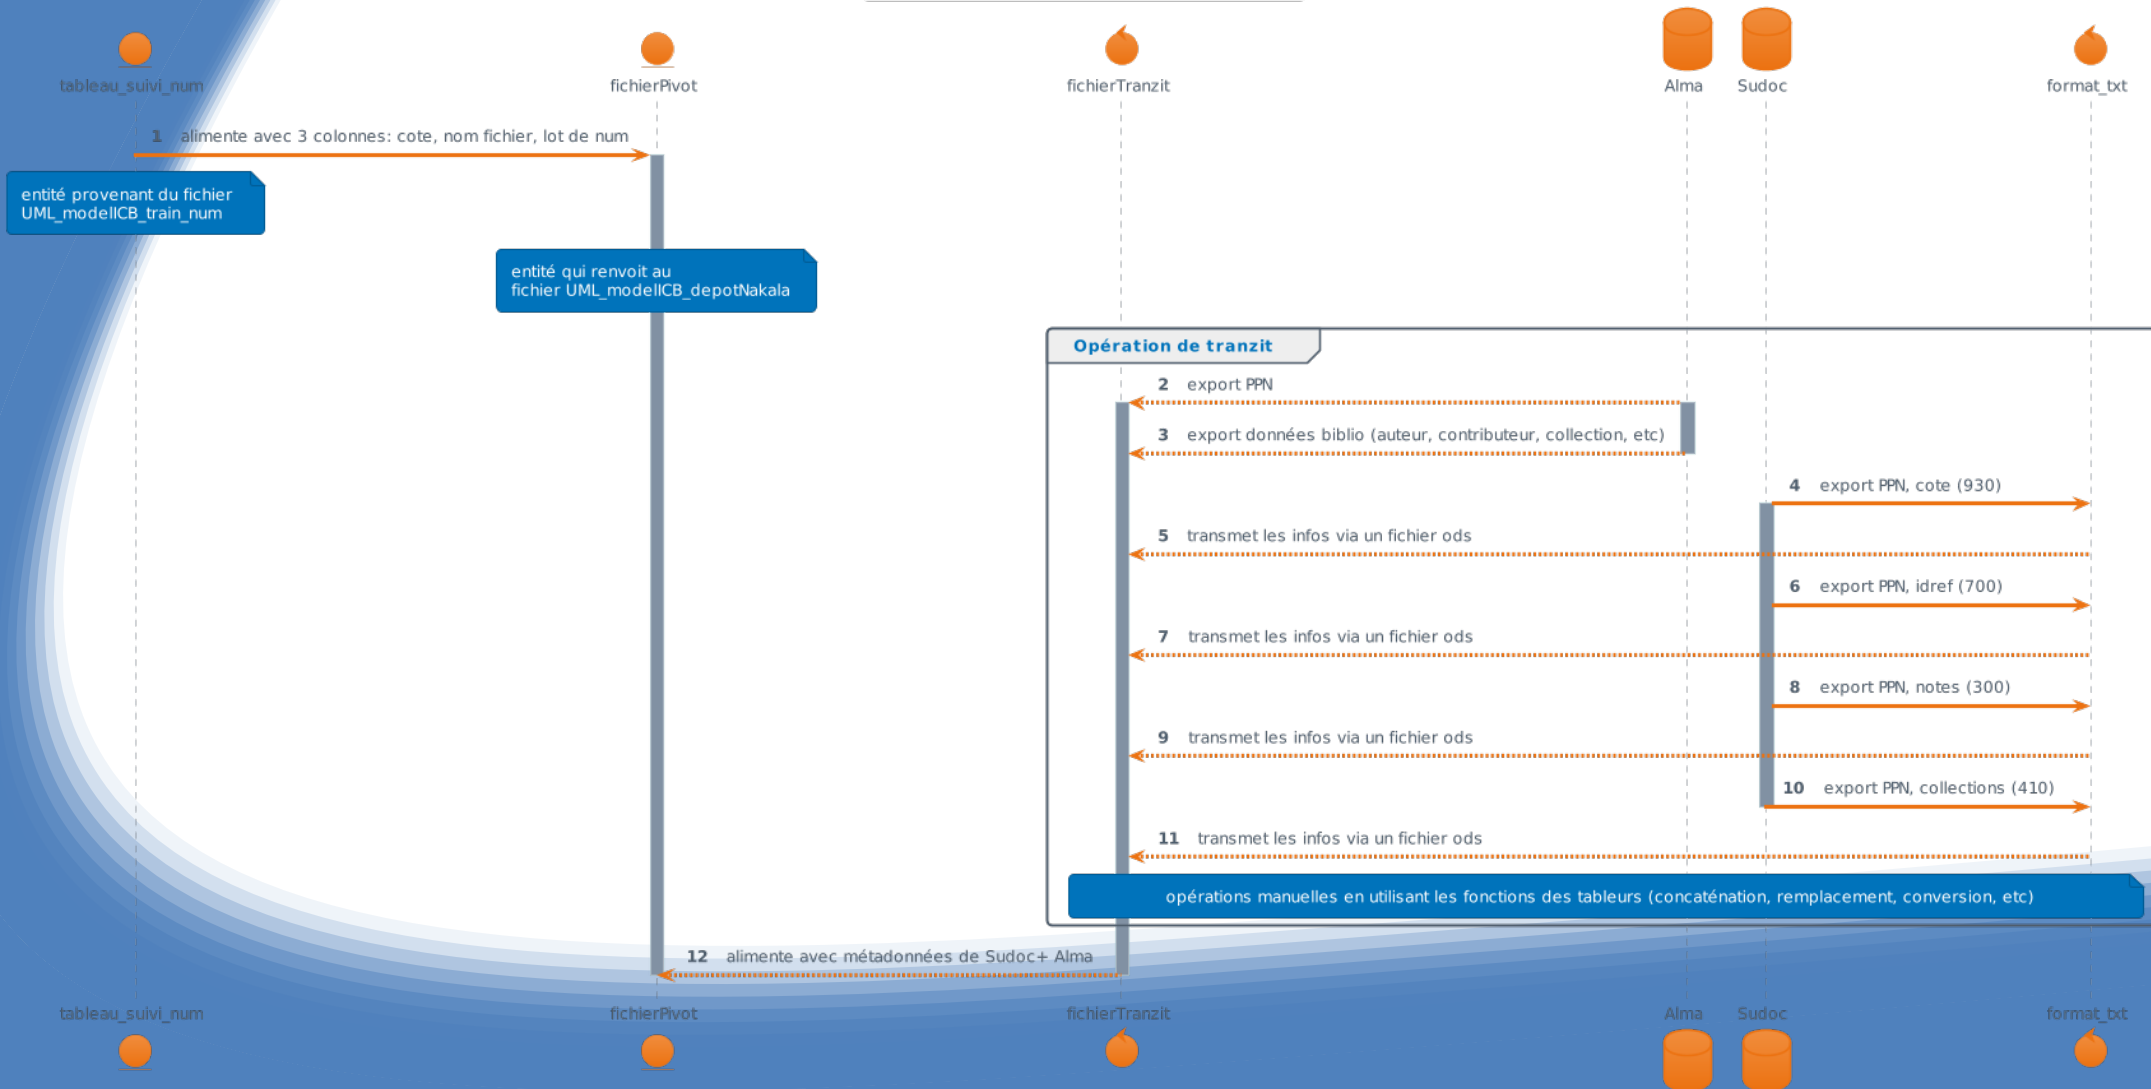 tableau_suivi_num
fichierPivot
fichierTranzit
Alma
Sudoc
format_txt
1 alimente avec 3 colonnes: cote, nom fichier, lot de num
entité provenant du fichier
UML_modelICB_train_num
entité qui renvoit au
fichier UML_modelICB_depotNakala
Opération de tranzit
2 export PPN
3 export données biblio (auteur, contributeur, collection, etc)
4 export PPN, cote (930)
5 transmet les infos via un fichier ods
6 export PPN, idref (700)
7 transmet les infos via un fichier ods
8 export PPN, notes (300)
9 transmet les infos via un fichier ods
10 export PPN, collections (410)
11 transmet les infos via un fichier ods
opérations manuelles en utilisant les fonctions des tableurs (concaténation, remplacement, conversion, etc)
12 alimente avec métadonnées de Sudoc+ Alma
tableau_suivi_num
fichierPivot
fichierTranzit
Alma
Sudoc
format_txt